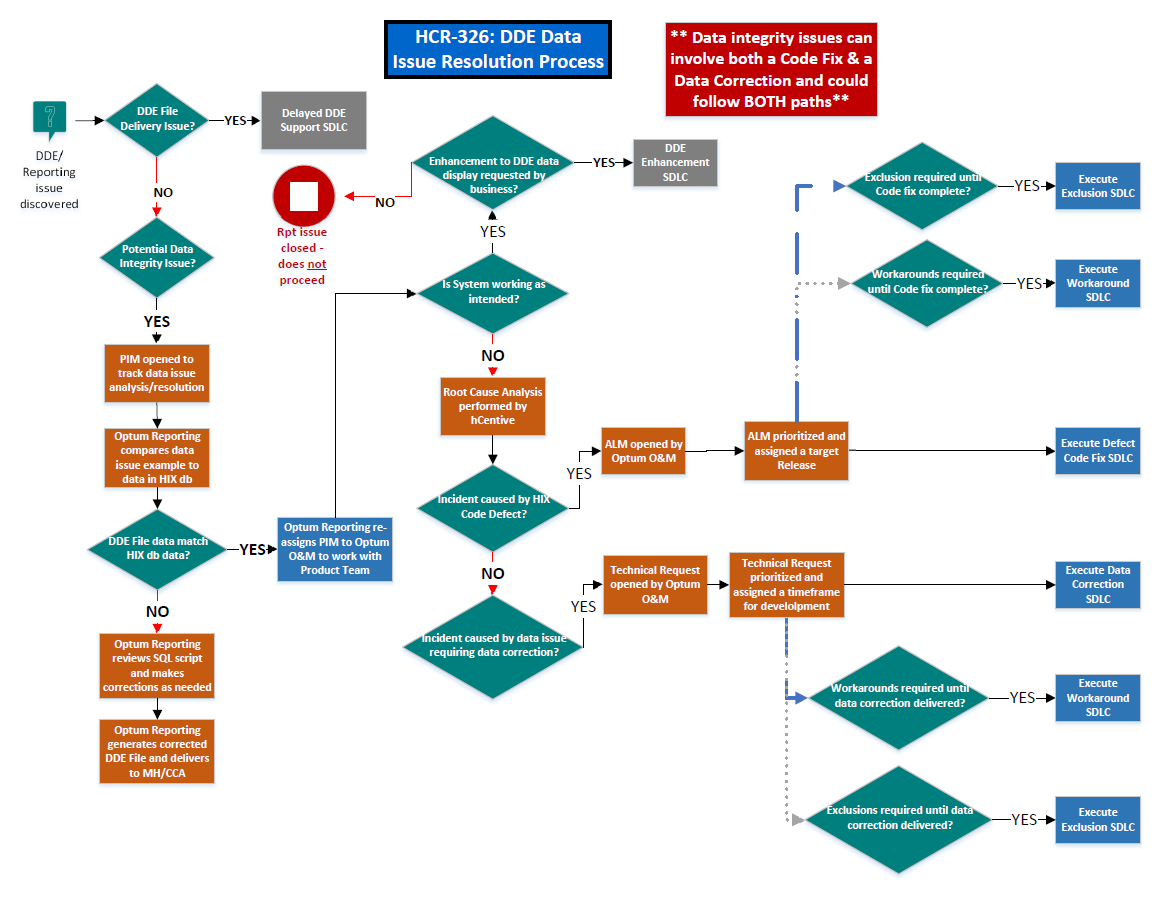 HCR-326: DDE Data
Issue Resolution Process
** Data integrity issues can
involve both a Code Fix & a
Data Correction and could
follow BOTH paths**
?
DDE/
Reporting
issue
discovered
DDE File
Delivery Issue?
YES
Delayed DDE
Support SDLC
NO
Potential Data
Integrity Issue?
YES
PIM opened to
track data issue
analysis/resolution
Optum Reporting
compares data
issue example to
data in HIX db
DDE File data match
HIX db data?
YES
Optum Reporting re-
assigns PIM to Optum
O&M to work with
Product Team
NO
Optum Reporting
reviews SQL script
and makes
corrections as needed
Optum Reporting
generates corrected
DDE File and delivers
to MH/CCA
Enhancement to DDE data
display requested by
business?
YES
DDE
Enhancement
SDLC
NO
Rpt issue
closed -
does not
proceed
YES
Is System working as
intended?
NO
Root Cause Analysis
performed by
hCentive
Incident caused by HIX
Code Defect?
YES
ALM opened by
Optum O&M
ALM prioritized and
assigned a target
Release
Execute Defect
Code Fix SDLC
Exclusion required until
Code fix complete?
YES
Execute
Exclusion SDLC
Workarounds required
until Code fix complete?
YES
Execute
Workaround
SDLC
NO
Incident caused by data issue
requiring data correction?
YES
Technical Request
opened by Optum
O&M
Technical Request
prioritized and
assigned a timeframe
for develolpment
Execute Data
Correction
SDLC
Workarounds required until
data correction delivered?
YES
Execute
Workaround
SDLC
Exclusions required until data
correction delivered?
YES
Execute
Exclusion SDLC